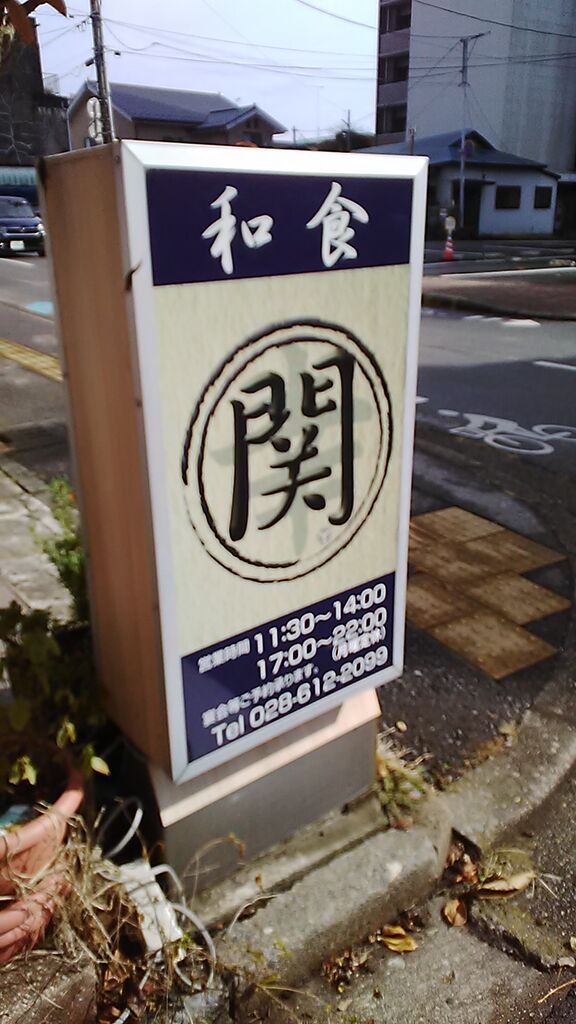 和食
関
営業時間 11:30～14:00
17:00～22:00
(月曜定休)
宴会等ご予約承ります。
Tel 028-612-2099